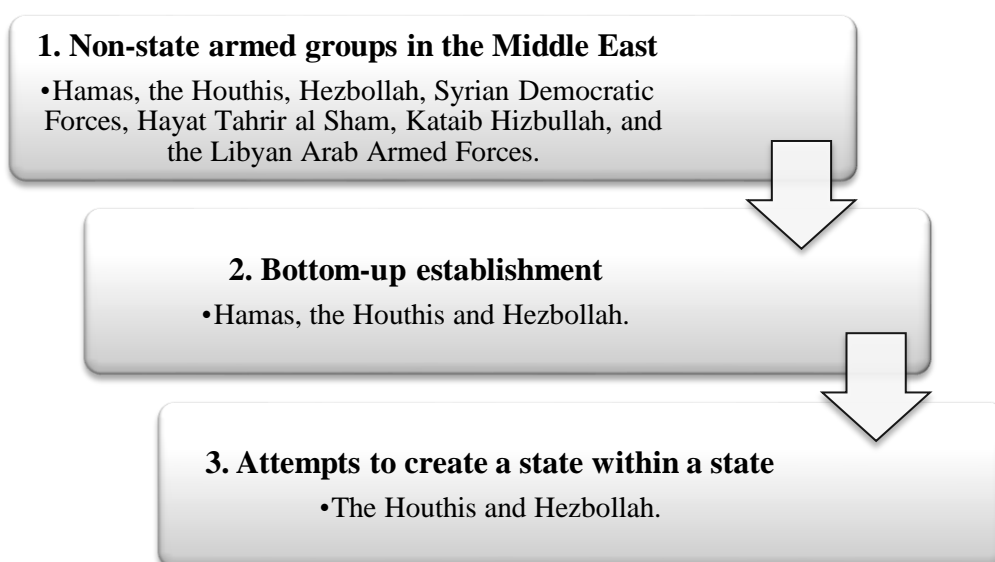 1. Non-state armed groups in the Middle East
•Hamas, the Houthis, Hezbollah, Syrian Democratic
Forces, Hayat Tahrir al Sham, Kataib Hizbullah, and
the Libyan Arab Armed Forces.
2. Bottom-up establishment
•Hamas, the Houthis and Hezbollah.
3. Attempts to create a state within a state
•The Houthis and Hezbollah.